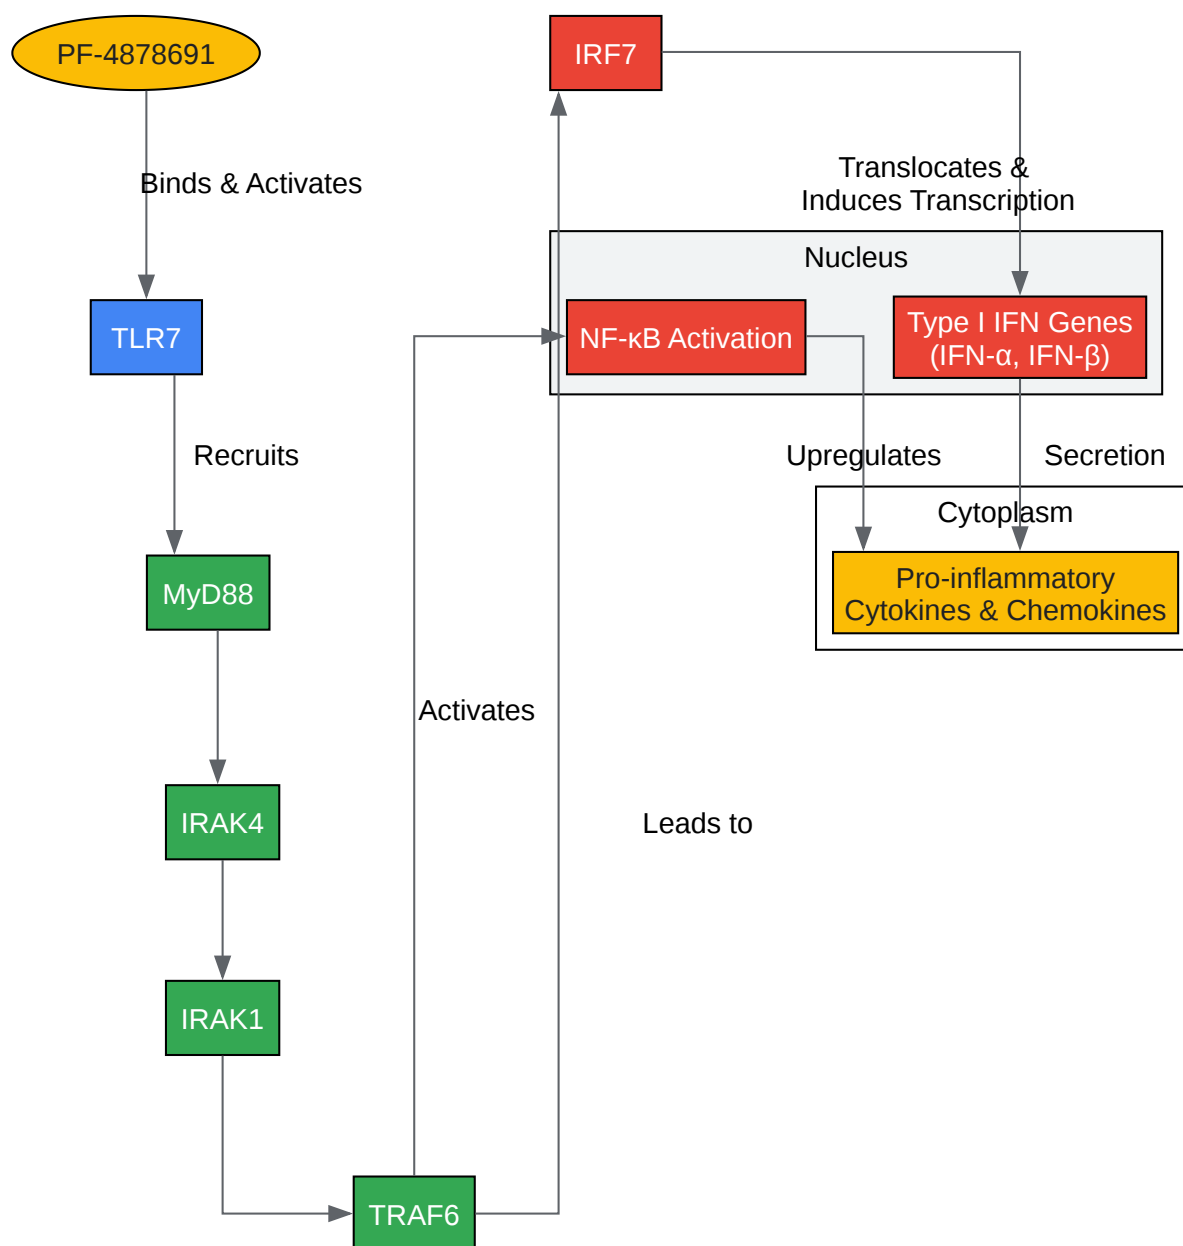 PF-4878691
IRF7
Binds & Activates
Translocates &
Induces Transcription
Nucleus
TLR7
NF-κB Activation
Type I IFN Genes
(IFN-α, IFN-β)
Recruits
Upregulates
Secretion
Cytoplasm
MyD88
Pro-inflammatory
Cytokines & Chemokines
Activates
IRAK4
Leads to
IRAK1
TRAF6